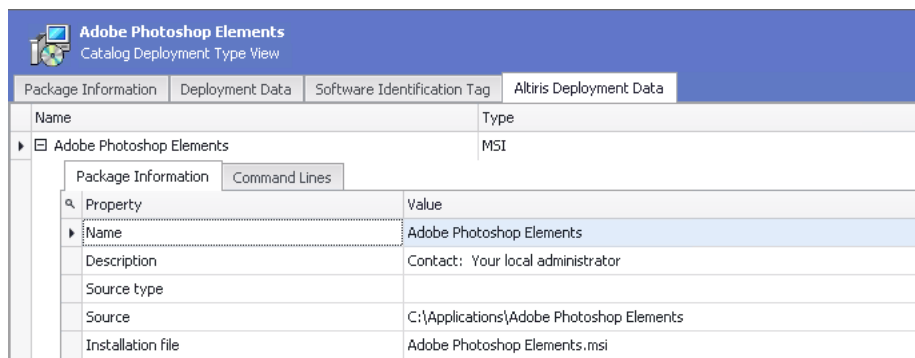 Adobe Photoshop Elements
Catalog Deployment Type View
Package Information Deployment Data Software Identification Tag Altiris Deployment Data
Name Type
Adobe Photoshop Elements MSI
Package Information Command Lines
Property Value
Name Adobe Photoshop Elements
Description Contact:  Your local administrator
Source type
Source C:\Applications\Adobe Photoshop Elements
Installation file Adobe Photoshop Elements.msi